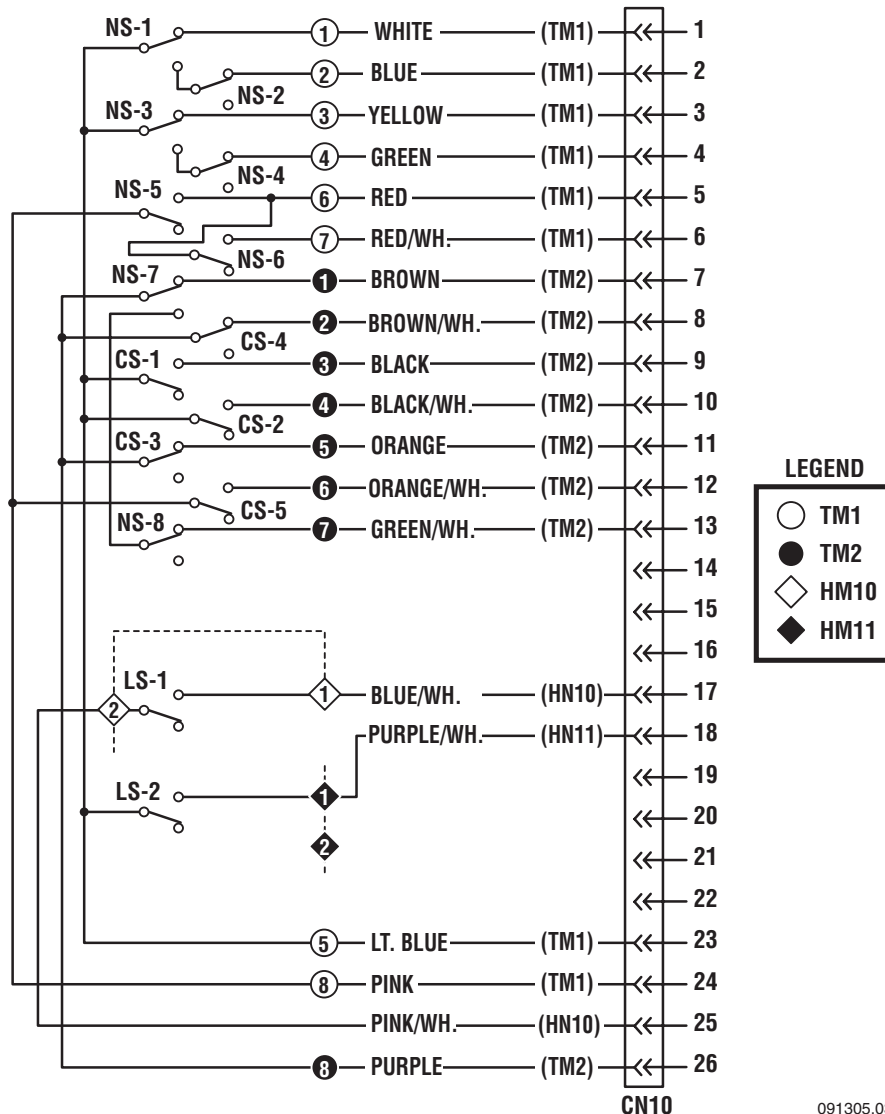 NS-1 1 WHITE (TM1) 1
2 BLUE (TM1) 2
NS-2
NS-3 3 YELLOW (TM1) 3
4 GREEN (TM1) 4
NS-4
NS-5 6 RED (TM1) 5
7 RED/WH. (TM1) 6
NS-6
NS-7 1 BROWN (TM2) 7
2 BROWN/WH. (TM2) 8
CS-4
CS-1 3 BLACK (TM2) 9
4 BLACK/WH. (TM2) 10
CS-2
CS-3 5 ORANGE (TM2) 11
6 ORANGE/WH. (TM2) 12
CS-5
NS-8 7 GREEN/WH. (TM2) 13
14
15
16
LS-1
2 1 BLUE/WH. (HN10) 17
PURPLE/WH. (HN11) 18
19
LS-2 1
20
2
21
22
5 LT. BLUE (TM1) 23
8 PINK (TM1) 24
PINK/WH. (HN10) 25
8 PURPLE (TM2) 26
CN10
LEGEND
TM1
TM2
HM10
HM11